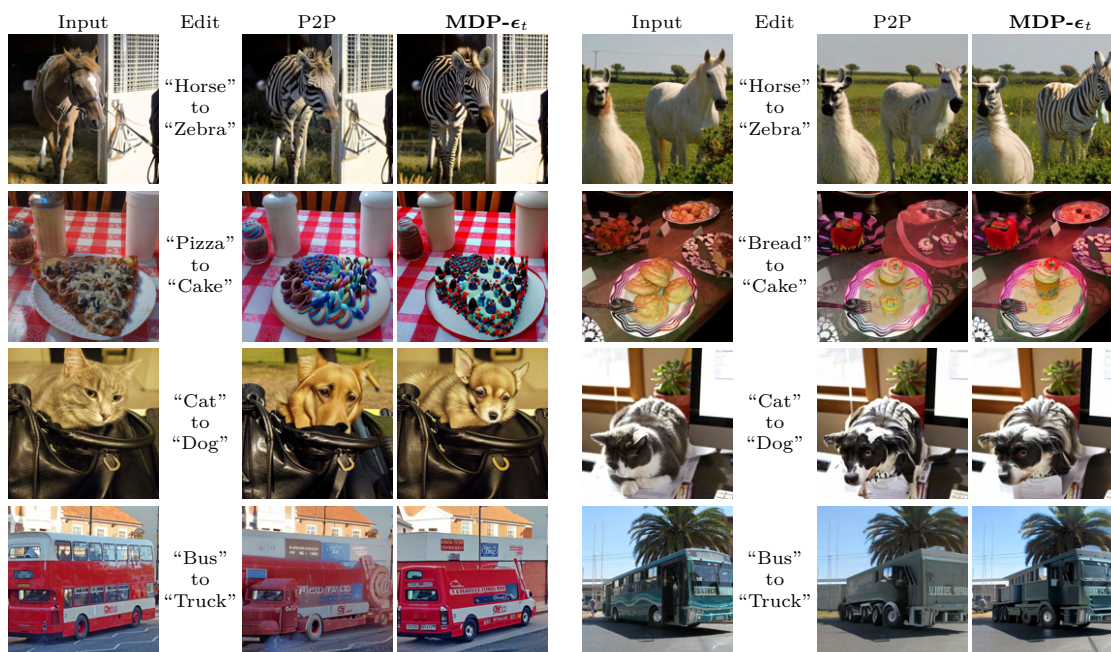 Input Edit P2P MDP-ϵₜ Input Edit P2P MDP-ϵₜ
“Horse”
to
“Zebra”
“Horse”
to
“Zebra”
“Pizza”
to
“Cake”
“Bread”
to
“Cake”
“Cat”
to
“Dog”
“Cat”
to
“Dog”
“Bus”
to
“Truck”
“Bus”
to
“Truck”